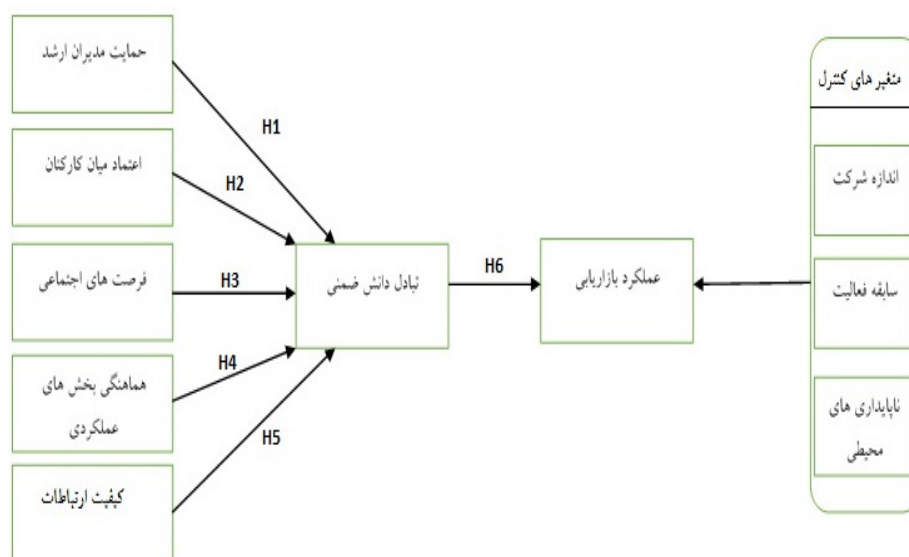 حمایت مدیران ارشد
H1
اعتماد میان کارکنان
H2
فرصت های اجتماعی
H3
هماهنگی بخش های
عملکردی
H4
کیفیت ارتباطات
H5
تبادل دانش ضمنی
H6
عملکرد بازاریابی
متغیر های کنترل
اندازه شرکت
سابقه فعالیت
ناپایداری های
محیطی